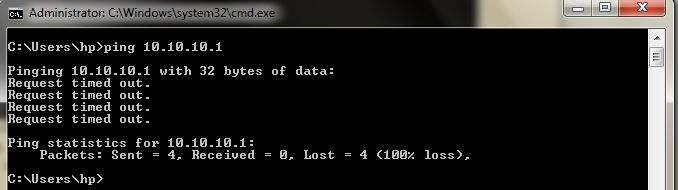 Administrator: C:\Windows\system32\cmd.exe
C:\Users\hp>ping 10.10.10.1
Pinging 10.10.10.1 with 32 bytes of data:
Request timed out.
Request timed out.
Request timed out.
Request timed out.
Ping statistics for 10.10.10.1:
Packets: Sent = 4, Received = 0, Lost = 4 (100% loss),
C:\Users\hp>